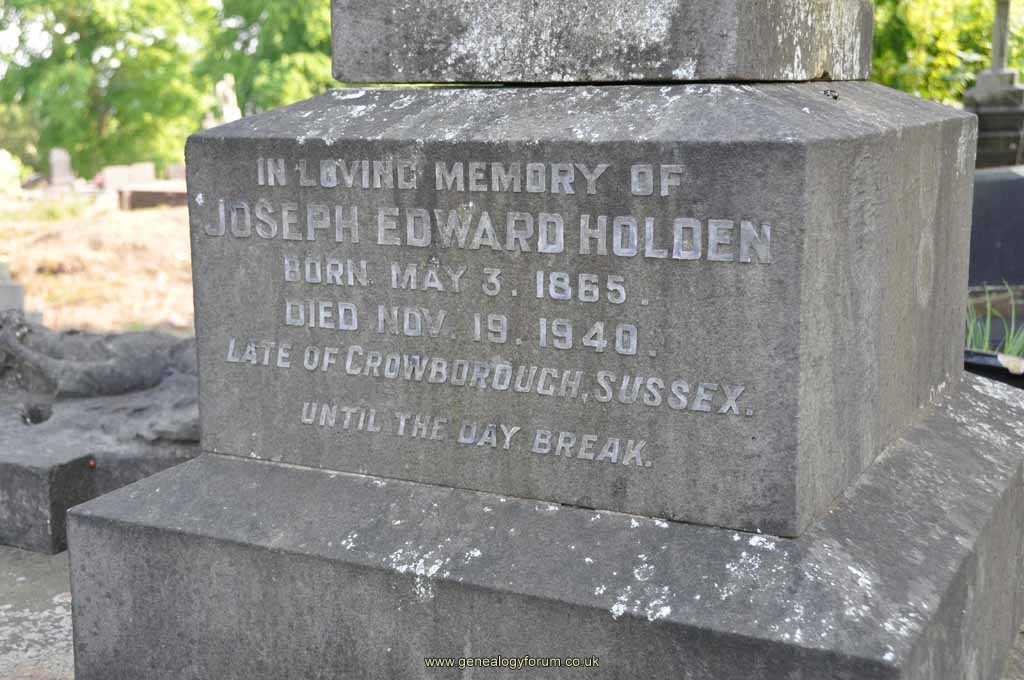 IN LOVING MEMORY OF
JOSEPH EDWARD HOLDEN
BORN MAY 3. 1865.
DIED NOV. 19. 1940.
LATE OF CROWBOROUGH, SUSSEX.
UNTIL THE DAY BREAK.
www.genealogyforum.co.uk